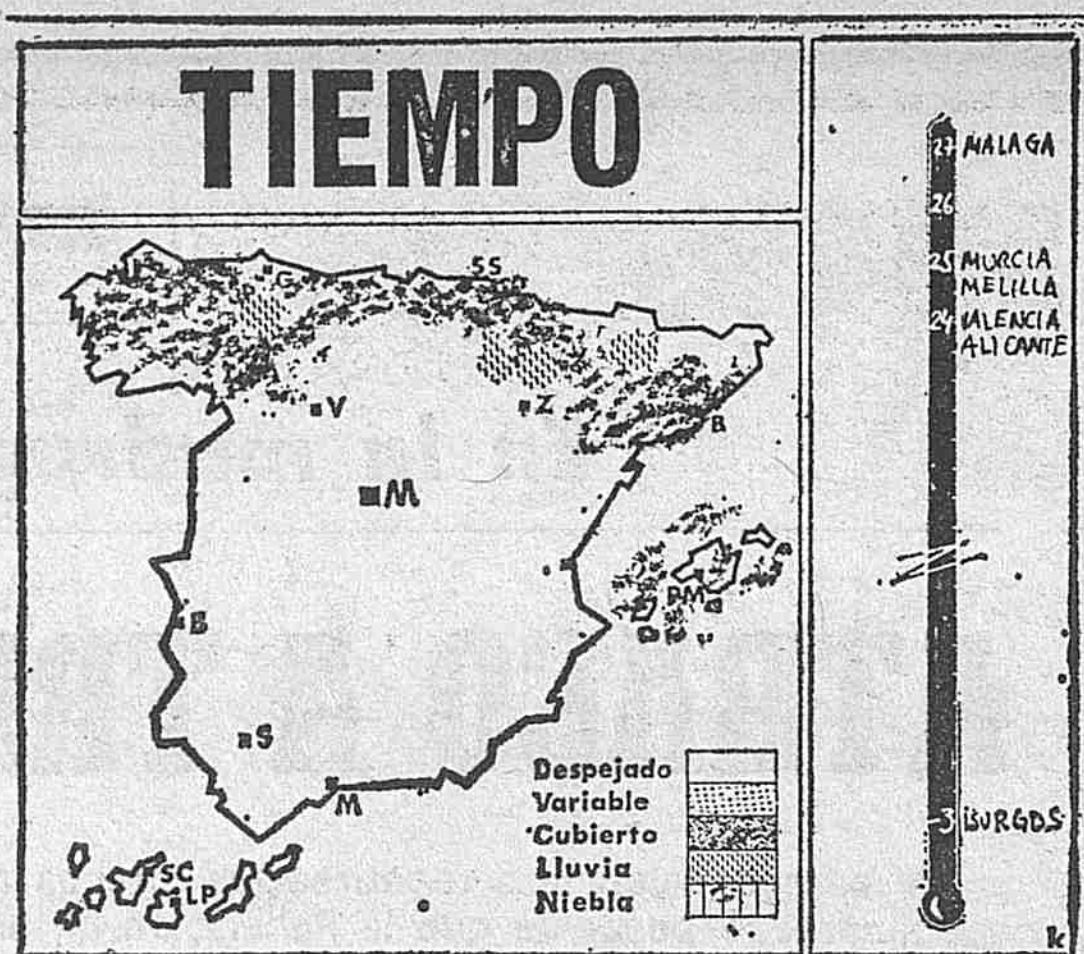 TIEMPO
G
SS
V
Z
B
M
PM
B
S
M
SC
LP
Despejado
Variable
Cubierto
Lluvia
Niebla
27 MALAGA
26
25 MURCIA
MELILLA
24 VALENCIA
ALICANTE
-3 BURGOS